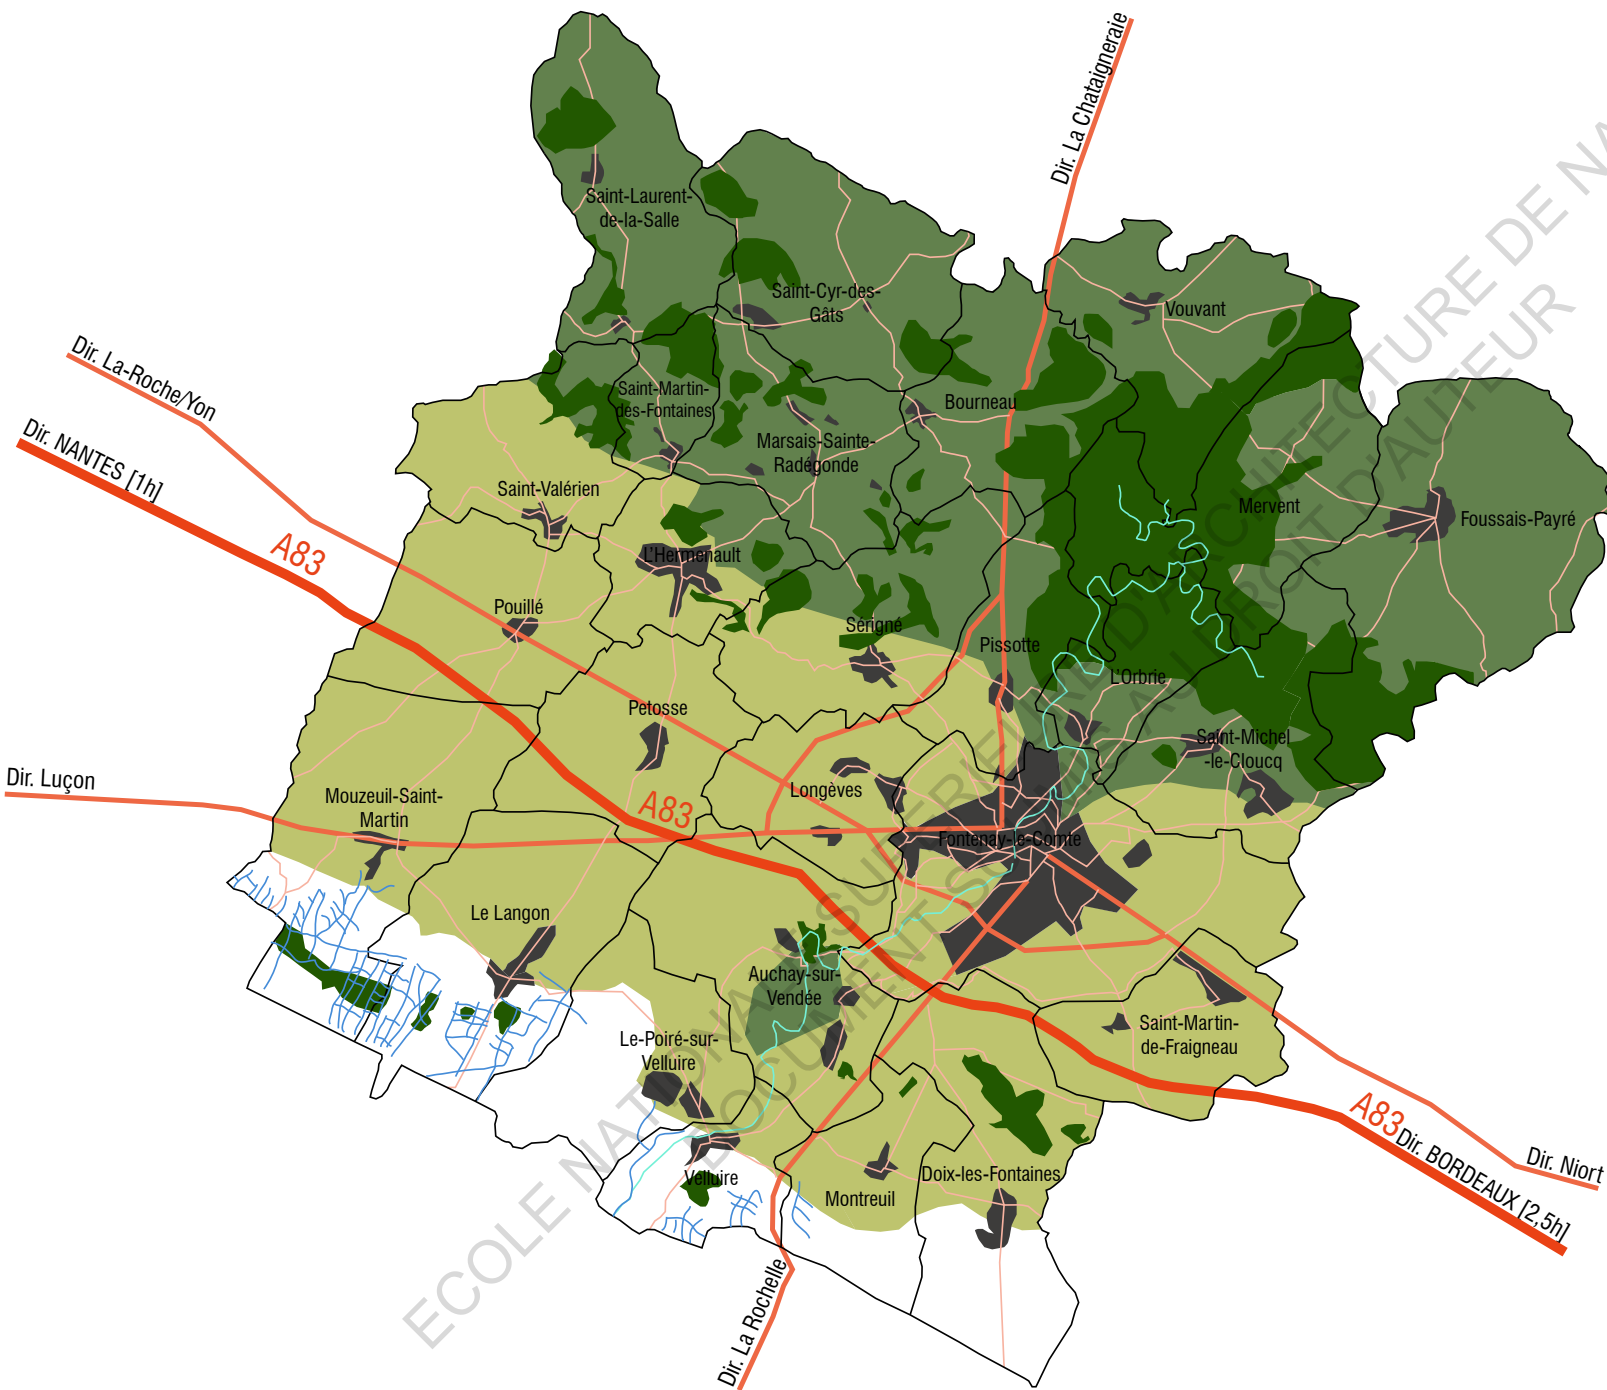 Dir. La Chataigneraie
Saint-Laurent-
de-la-Salle
Saint-Cyr-des-
Gâts
Vouvant
Dir. La-Roche/Yon
Saint-Martin-
des-Fontaines
Bourneau
Dir. NANTES [1h]
Marsais-Sainte-
Radégonde
Saint-Valérien
Mervent
Foussais-Payré
A83
L'Hermenault
Pouillé
Sérigné
Pissotte
L'Orbrie
Petosse
Saint-Michel
-le-Cloucq
Dir. Luçon
Mouzeuil-Saint-
Martin
A83
Longèves
Fontenay-le-Comte
Le Langon
Auchay-sur-
Vendée
Le-Poiré-sur-
Velluire
Saint-Martin-
de-Fraigneau
A83
Dir. BORDEAUX [2,5h]
Dir. Niort
Velluire
Montreuil
Doix-les-Fontaines
Dir. La Rochelle
ECOLE NATIONALE SUPERIEURE D'ARCHITECTURE DE NA
DOCUMENT SOUMIS AU DROIT D'AUTEUR